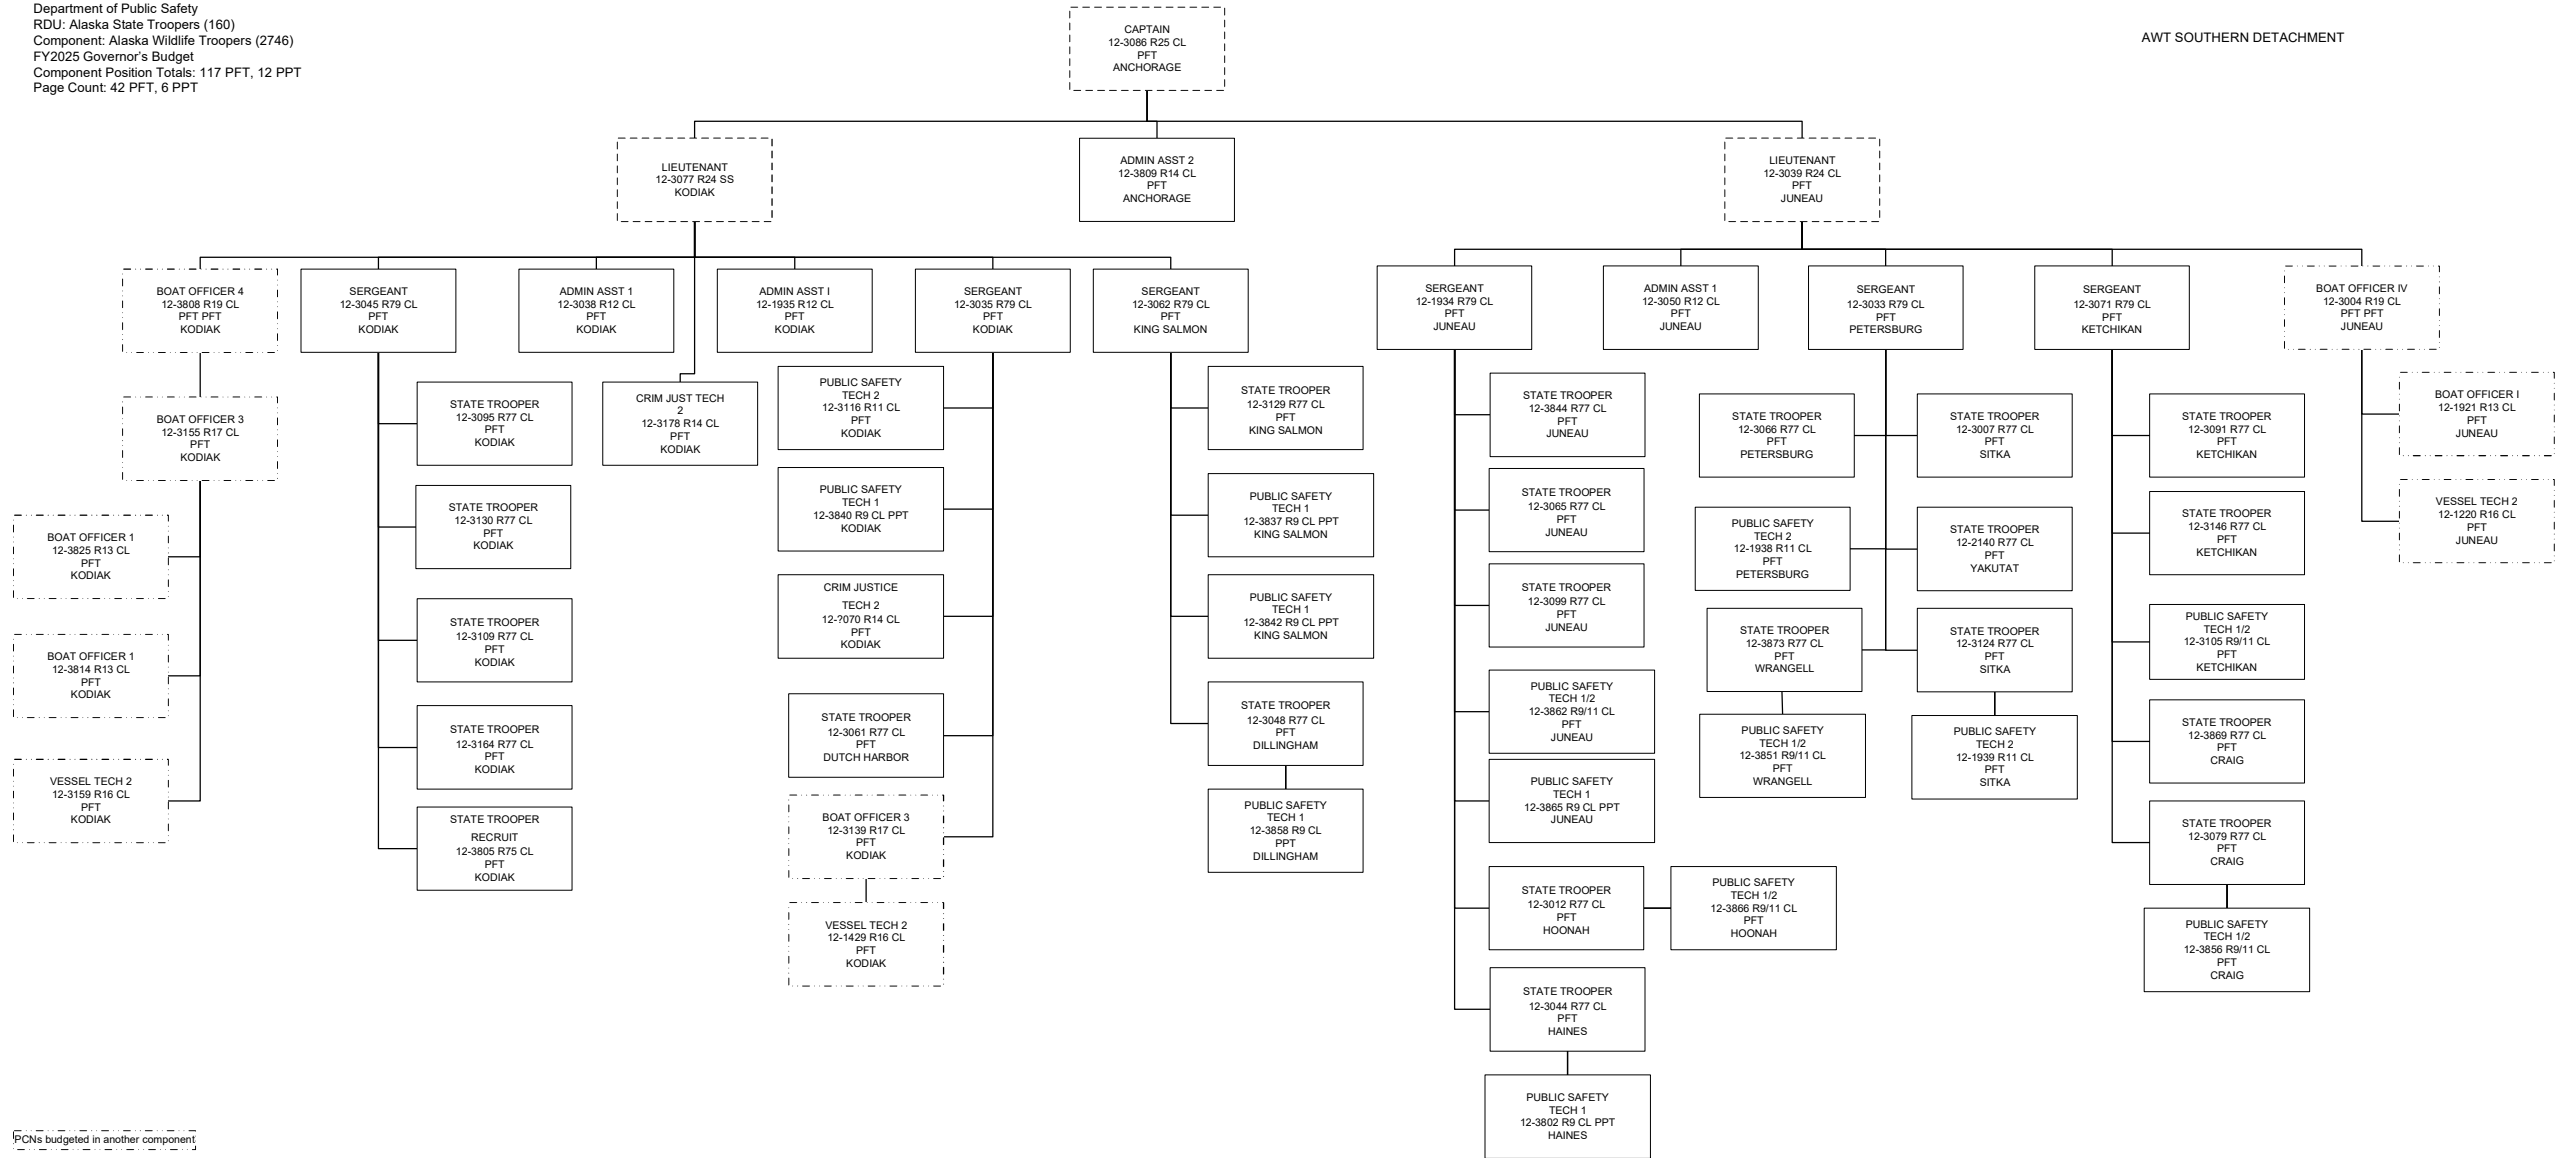 Department of Public Safety
RDU: Alaska State Troopers (160)
Component: Alaska Wildlife Troopers (2746)
FY2025 Governor's Budget
Component Position Totals: 117 PFT, 12 PPT
Page Count: 42 PFT, 6 PPT
AWT SOUTHERN DETACHMENT
CAPTAIN
12-3086 R25 CL
PFT
ANCHORAGE
LIEUTENANT
12-3077 R24 SS
KODIAK
ADMIN ASST 2
12-3809 R14 CL
PFT
ANCHORAGE
LIEUTENANT
12-3039 R24 CL
PFT
JUNEAU
BOAT OFFICER 4
12-3808 R19 CL
PFT PFT
KODIAK
SERGEANT
12-3045 R79 CL
PFT
KODIAK
ADMIN ASST 1
12-3038 R12 CL
PFT
KODIAK
ADMIN ASST I
12-1935 R12 CL
PFT
KODIAK
SERGEANT
12-3035 R79 CL
PFT
KODIAK
SERGEANT
12-3062 R79 CL
PFT
KING SALMON
SERGEANT
12-1934 R79 CL
PFT
JUNEAU
ADMIN ASST 1
12-3050 R12 CL
PFT
JUNEAU
SERGEANT
12-3033 R79 CL
PFT
PETERSBURG
SERGEANT
12-3071 R79 CL
PFT
KETCHIKAN
BOAT OFFICER IV
12-3004 R19 CL
PFT PFT
JUNEAU
BOAT OFFICER 3
12-3155 R17 CL
PFT
KODIAK
BOAT OFFICER 1
12-3825 R13 CL
PFT
KODIAK
BOAT OFFICER 1
12-3814 R13 CL
PFT
KODIAK
VESSEL TECH 2
12-3159 R16 CL
PFT
KODIAK
STATE TROOPER
12-3095 R77 CL
PFT
KODIAK
STATE TROOPER
12-3130 R77 CL
PFT
KODIAK
STATE TROOPER
12-3109 R77 CL
PFT
KODIAK
STATE TROOPER
12-3164 R77 CL
PFT
KODIAK
STATE TROOPER
RECRUIT
12-3805 R75 CL
PFT
KODIAK
CRIM JUST TECH
2
12-3178 R14 CL
PFT
KODIAK
PUBLIC SAFETY
TECH 2
12-3116 R11 CL
PFT
KODIAK
PUBLIC SAFETY
TECH 1
12-3840 R9 CL PPT
KODIAK
CRIM JUSTICE
TECH 2
12-?070 R14 CL
PFT
KODIAK
STATE TROOPER
12-3061 R77 CL
PFT
DUTCH HARBOR
BOAT OFFICER 3
12-3139 R17 CL
PFT
KODIAK
VESSEL TECH 2
12-1429 R16 CL
PFT
KODIAK
STATE TROOPER
12-3129 R77 CL
PFT
KING SALMON
PUBLIC SAFETY
TECH 1
12-3837 R9 CL PPT
KING SALMON
PUBLIC SAFETY
TECH 1
12-3842 R9 CL PPT
KING SALMON
STATE TROOPER
12-3048 R77 CL
PFT
DILLINGHAM
PUBLIC SAFETY
TECH 1
12-3858 R9 CL
PPT
DILLINGHAM
STATE TROOPER
12-3844 R77 CL
PFT
JUNEAU
STATE TROOPER
12-3065 R77 CL
PFT
JUNEAU
STATE TROOPER
12-3099 R77 CL
PFT
JUNEAU
PUBLIC SAFETY
TECH 1/2
12-3862 R9/11 CL
PFT
JUNEAU
PUBLIC SAFETY
TECH 1
12-3865 R9 CL PPT
JUNEAU
STATE TROOPER
12-3012 R77 CL
PFT
HOONAH
PUBLIC SAFETY
TECH 1/2
12-3866 R9/11 CL
PFT
HOONAH
STATE TROOPER
12-3044 R77 CL
PFT
HAINES
PUBLIC SAFETY
TECH 1
12-3802 R9 CL PPT
HAINES
STATE TROOPER
12-3066 R77 CL
PFT
PETERSBURG
PUBLIC SAFETY
TECH 2
12-1938 R11 CL
PFT
PETERSBURG
STATE TROOPER
12-3873 R77 CL
PFT
WRANGELL
PUBLIC SAFETY
TECH 1/2
12-3851 R9/11 CL
PFT
WRANGELL
STATE TROOPER
12-3007 R77 CL
PFT
SITKA
STATE TROOPER
12-2140 R77 CL
PFT
YAKUTAT
STATE TROOPER
12-3124 R77 CL
PFT
SITKA
PUBLIC SAFETY
TECH 2
12-1939 R11 CL
PFT
SITKA
STATE TROOPER
12-3091 R77 CL
PFT
KETCHIKAN
STATE TROOPER
12-3146 R77 CL
PFT
KETCHIKAN
PUBLIC SAFETY
TECH 1/2
12-3105 R9/11 CL
PFT
KETCHIKAN
STATE TROOPER
12-3869 R77 CL
PFT
CRAIG
STATE TROOPER
12-3079 R77 CL
PFT
CRAIG
PUBLIC SAFETY
TECH 1/2
12-3856 R9/11 CL
PFT
CRAIG
BOAT OFFICER I
12-1921 R13 CL
PFT
JUNEAU
VESSEL TECH 2
12-1220 R16 CL
PFT
JUNEAU
PCNs budgeted in another component